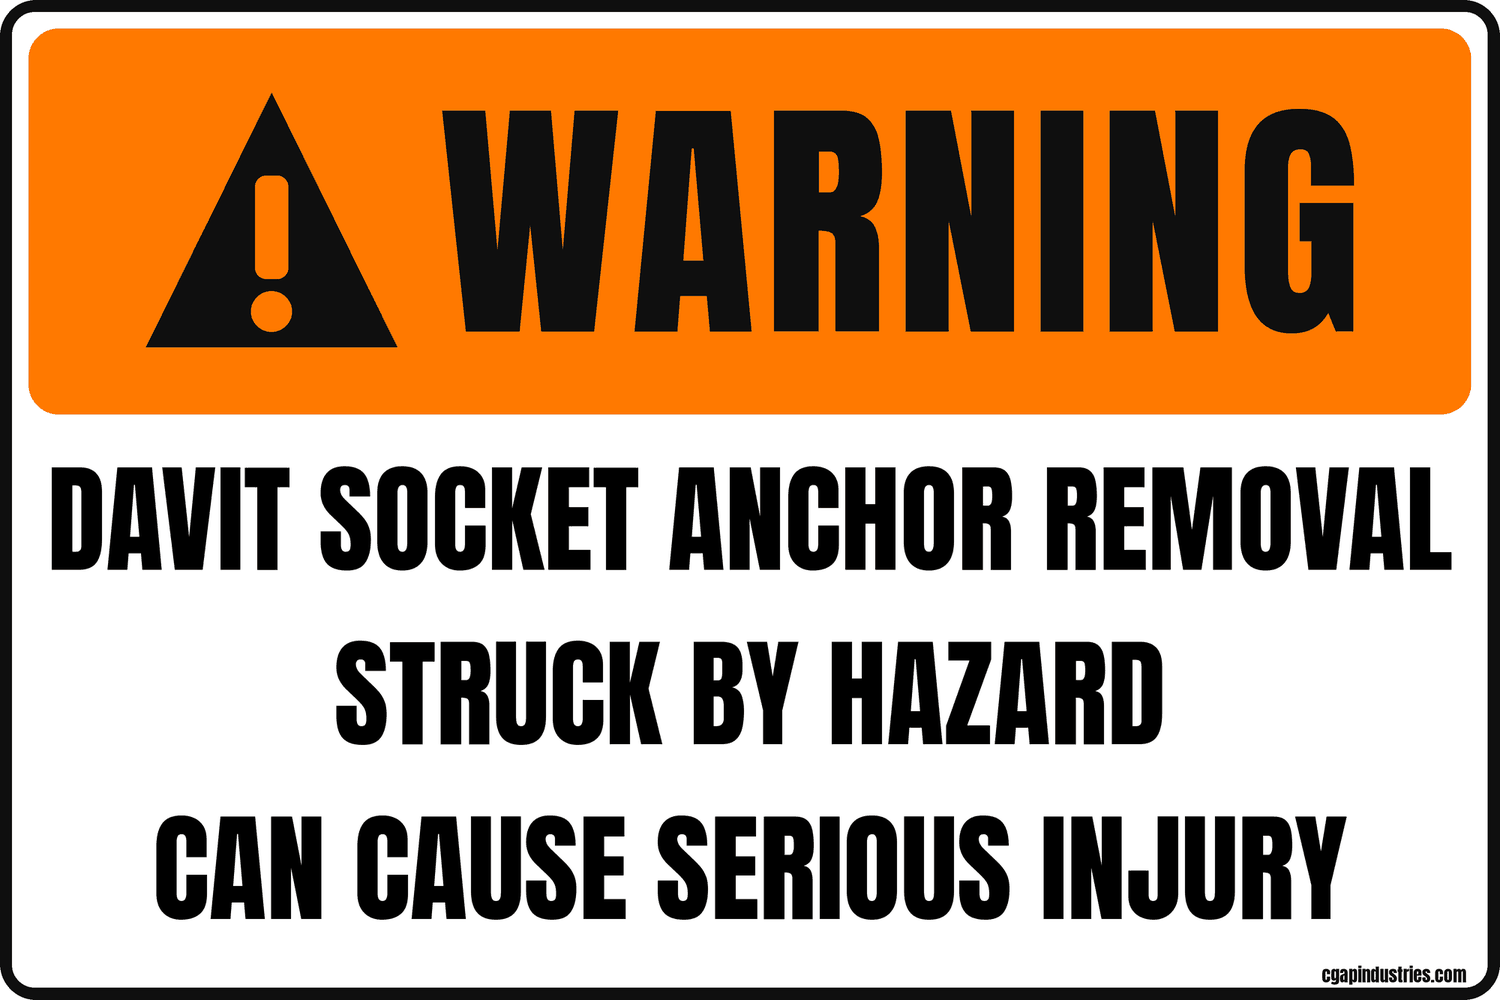 WARNING
DAVIT SOCKET ANCHOR REMOVAL
STRUCK BY HAZARD
CAN CAUSE SERIOUS INJURY
cgapindustries.com